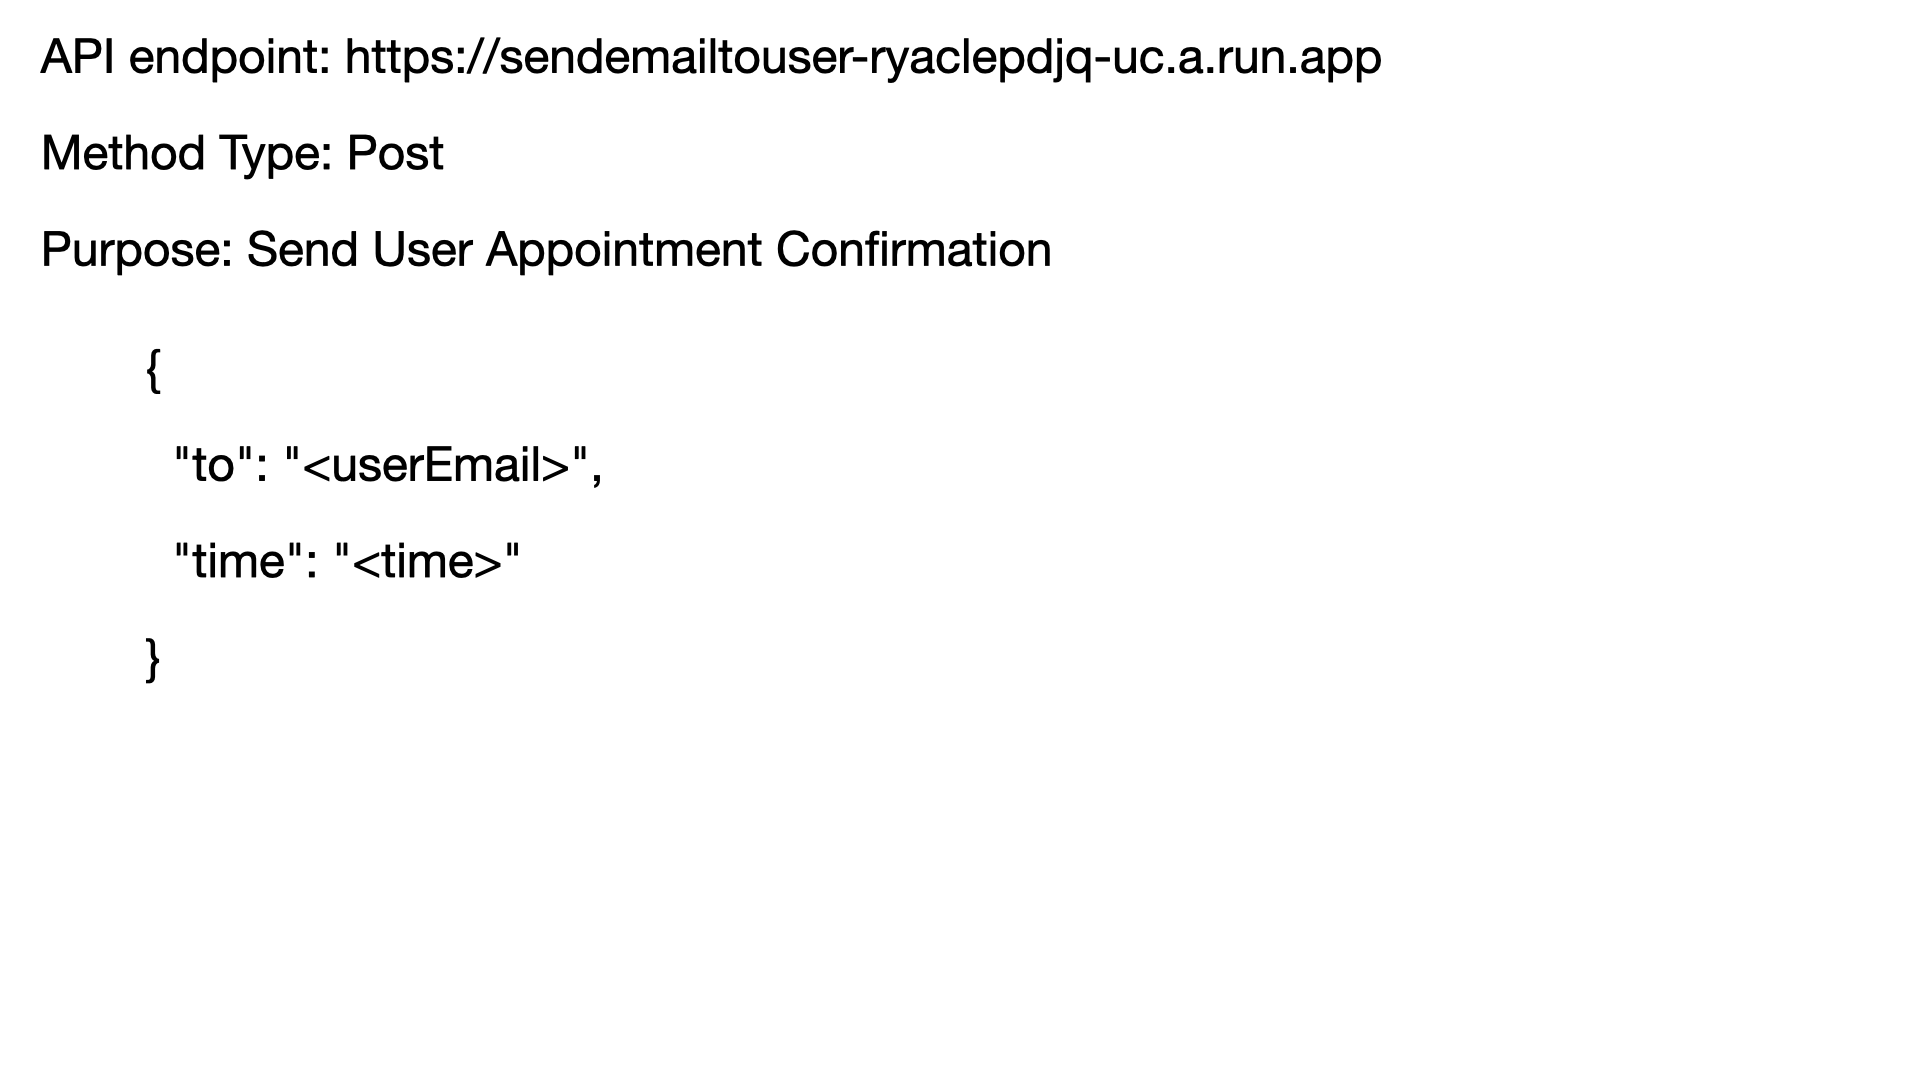 API endpoint: https://sendemailtouser-ryaclepdjq-uc.a.run.app
Method Type: Post
Purpose: Send User Appointment Confirmation
{
"to": "<userEmail>",
"time": "<time>"
}